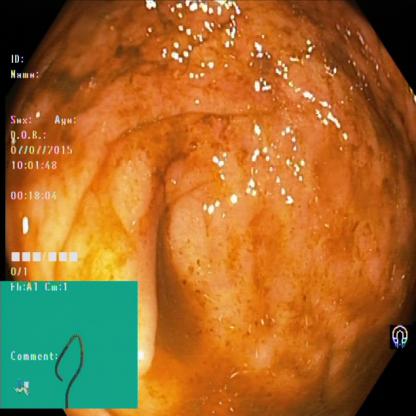 ID:
Name:
Sex: Age:
D.O.B.:
07/07/2015
10:01:48
00:18:04
0/1
Eh:A1 Cm:1
Comment: